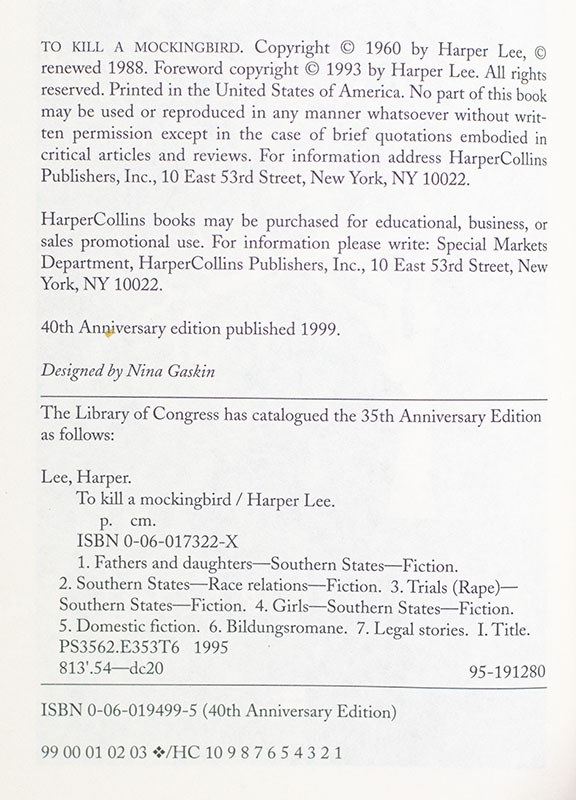 TO KILL A MOCKINGBIRD. Copyright © 1960 by Harper Lee, ©
renewed 1988. Foreword copyright © 1993 by Harper Lee. All rights
reserved. Printed in the United States of America. No part of this book
may be used or reproduced in any manner whatsoever without writ-
ten permission except in the case of brief quotations embodied in
critical articles and reviews. For information address HarperCollins
Publishers, Inc., 10 East 53rd Street, New York, NY 10022.

HarperCollins books may be purchased for educational, business, or
sales promotional use. For information please write: Special Markets
Department, HarperCollins Publishers, Inc., 10 East 53rd Street, New
York, NY 10022.

40th Anniversary edition published 1999.

Designed by Nina Gaskin

The Library of Congress has catalogued the 35th Anniversary Edition
as follows:

Lee, Harper.
To kill a mockingbird / Harper Lee.
p. cm.
ISBN 0-06-017322-X
1. Fathers and daughters—Southern States—Fiction.
2. Southern States—Race relations—Fiction. 3. Trials (Rape)—
Southern States—Fiction. 4. Girls—Southern States—Fiction.
5. Domestic fiction. 6. Bildungsromane. 7. Legal stories. I. Title.
PS3562.E353T6 1995
813'.54—dc20 95-191280

ISBN 0-06-019499-5 (40th Anniversary Edition)

99 00 01 02 03 ❖/HC 10 9 8 7 6 5 4 3 2 1